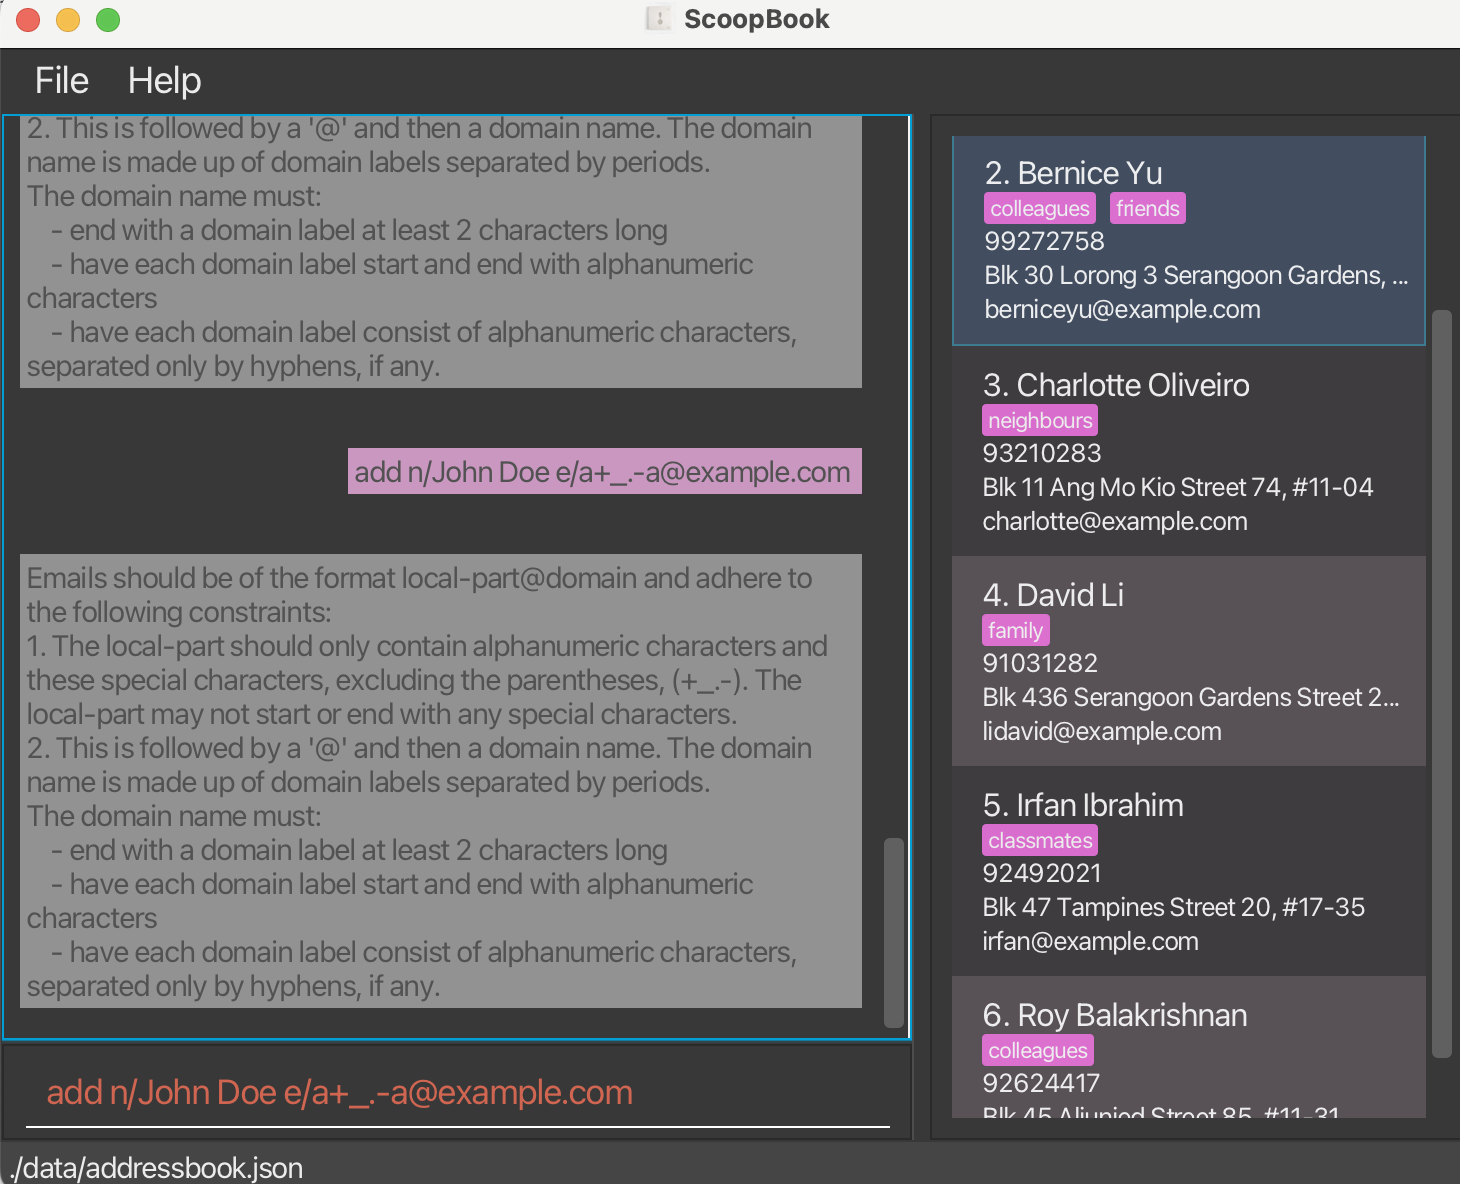 ScoopBook
File Help
2. This is followed by a '@' and then a domain name. The domain
name is made up of domain labels separated by periods.
The domain name must:
- end with a domain label at least 2 characters long
- have each domain label start and end with alphanumeric
characters
- have each domain label consist of alphanumeric characters,
separated only by hyphens, if any.
add n/John Doe e/a+_.-a@example.com
Emails should be of the format local-part@domain and adhere to
the following constraints:
1. The local-part should only contain alphanumeric characters and
these special characters, excluding the parentheses, (+_.-). The
local-part may not start or end with any special characters.
2. This is followed by a '@' and then a domain name. The domain
name is made up of domain labels separated by periods.
The domain name must:
- end with a domain label at least 2 characters long
- have each domain label start and end with alphanumeric
characters
- have each domain label consist of alphanumeric characters,
separated only by hyphens, if any.
add n/John Doe e/a+_.-a@example.com
2. Bernice Yu
colleagues friends
99272758
Blk 30 Lorong 3 Serangoon Gardens, ...
berniceyu@example.com
3. Charlotte Oliveiro
neighbours
93210283
Blk 11 Ang Mo Kio Street 74, #11-04
charlotte@example.com
4. David Li
family
91031282
Blk 436 Serangoon Gardens Street 2...
lidavid@example.com
5. Irfan Ibrahim
classmates
92492021
Blk 47 Tampines Street 20, #17-35
irfan@example.com
6. Roy Balakrishnan
colleagues
92624417
Blk 45 Aljunied Street 85, #11-31
./data/addressbook.json